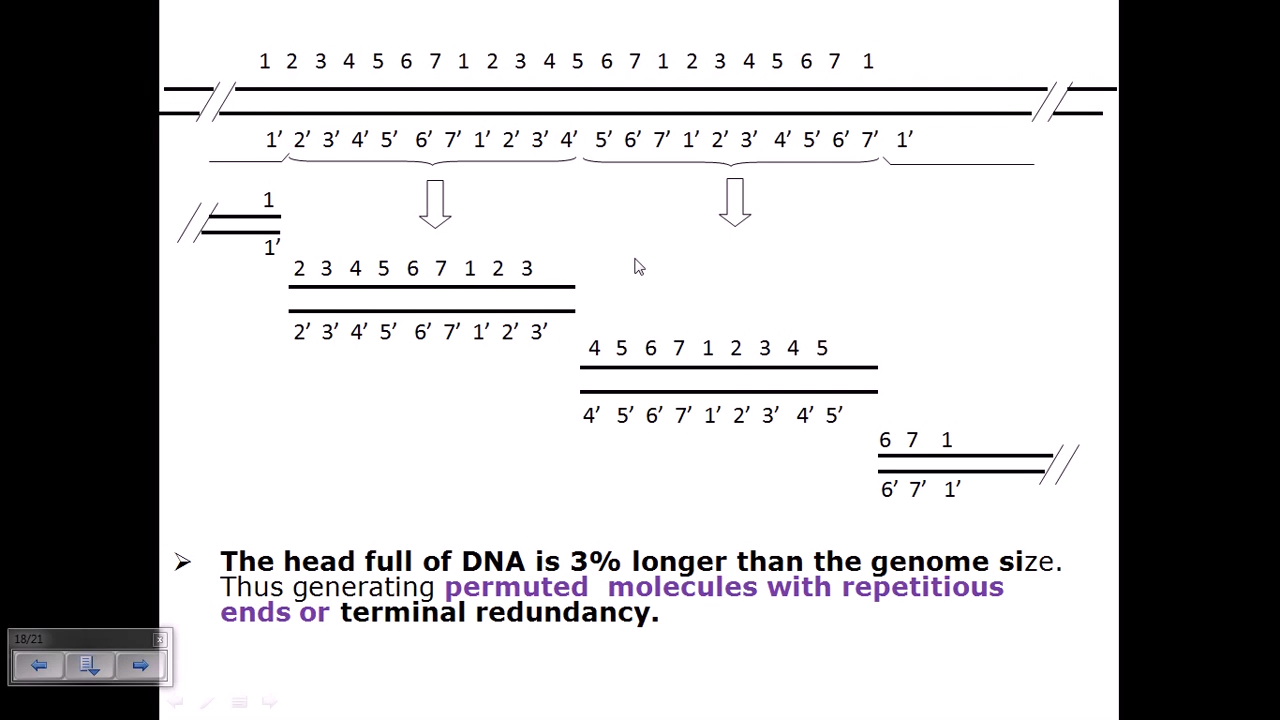 1 2 3 4 5 6 7 1 2 3 4 5 6 7 1 2 3 4 5 6 7 1
1’ 2’ 3’ 4’ 5’ 6’ 7’ 1’ 2’ 3’ 4’ 5’ 6’ 7’ 1’ 2’ 3’ 4’ 5’ 6’ 7’ 1’
1
1’
2 3 4 5 6 7 1 2 3
2’ 3’ 4’ 5’ 6’ 7’ 1’ 2’ 3’
4 5 6 7 1 2 3 4 5
4’ 5’ 6’ 7’ 1’ 2’ 3’ 4’ 5’
6 7 1
6’ 7’ 1’
The head full of DNA is 3% longer than the genome size.
Thus generating permuted molecules with repetitious
ends or terminal redundancy.
18/21